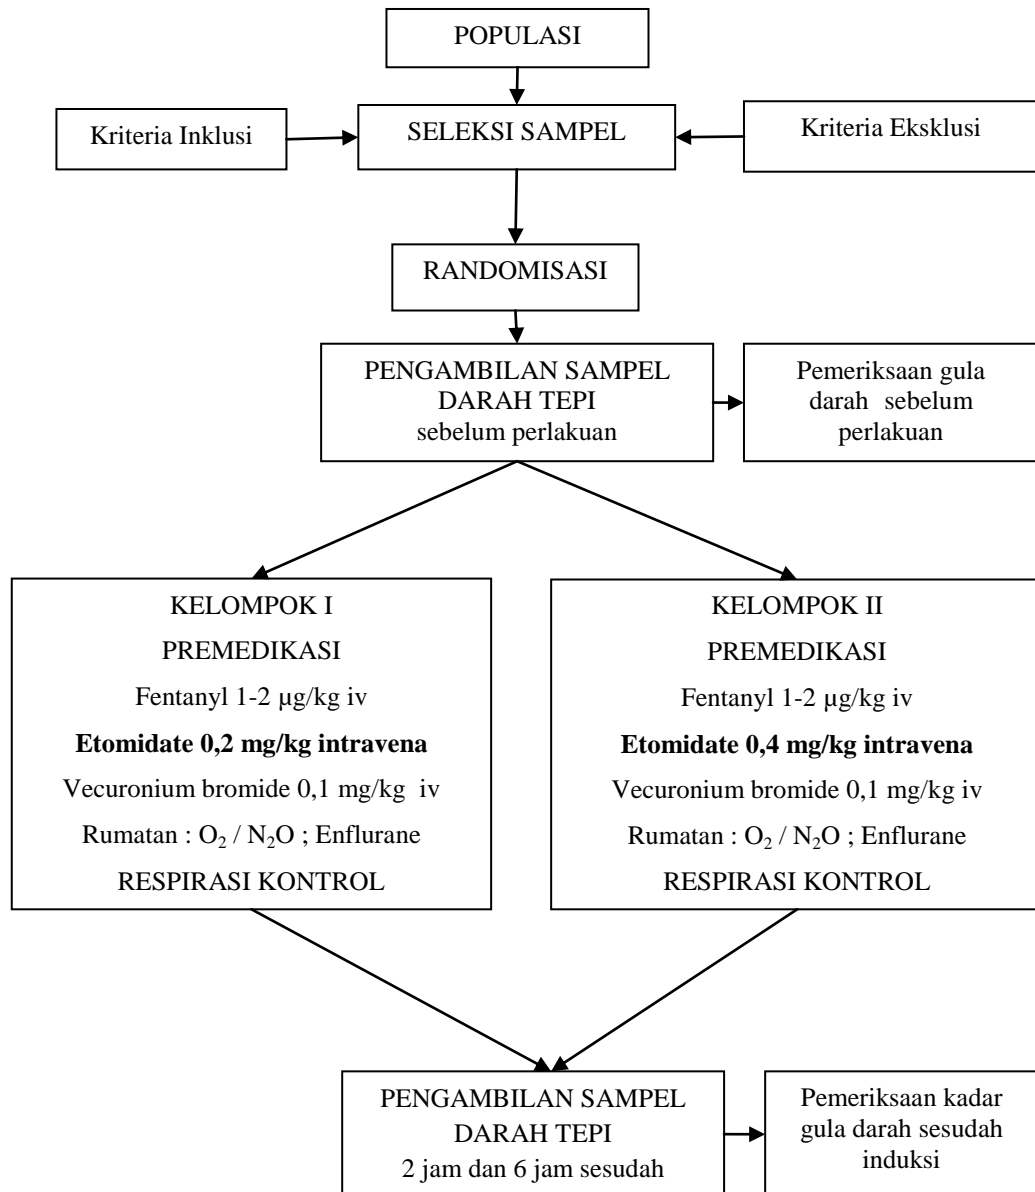 POPULASI
Kriteria Inklusi
SELEKSI SAMPEL
Kriteria Eksklusi
RANDOMISASI
PENGAMBILAN SAMPEL
DARAH TEPI
sebelum perlakuan
Pemeriksaan gula
darah sebelum
perlakuan
KELOMPOK I
PREMEDIKASI
Fentanyl 1-2 µg/kg iv
Etomidate 0,2 mg/kg intravena
Vecuronium bromide 0,1 mg/kg iv
Rumatan : O₂ / N₂O ; Enflurane
RESPIRASI KONTROL
KELOMPOK II
PREMEDIKASI
Fentanyl 1-2 µg/kg iv
Etomidate 0,4 mg/kg intravena
Vecuronium bromide 0,1 mg/kg iv
Rumatan : O₂ / N₂O ; Enflurane
RESPIRASI KONTROL
PENGAMBILAN SAMPEL
DARAH TEPI
2 jam dan 6 jam sesudah
Pemeriksaan kadar
gula darah sesudah
induksi